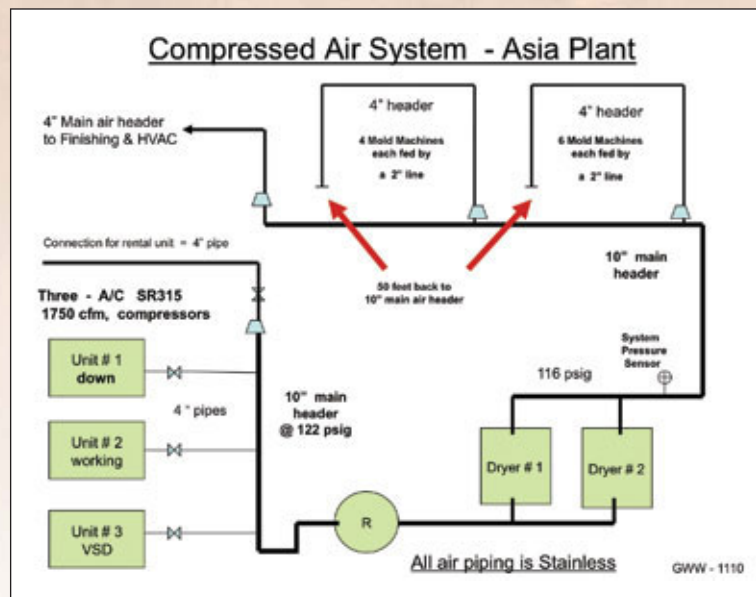 Compressed Air System - Asia Plant
4" Main air header
to Finishing & HVAC
4" header
4 Mold Machines
each fed by
a 2" line
4" header
6 Mold Machines
each fed by
a 2" line
Connection for rental unit = 4" pipe
50 feet back to
10" main air header
10" main
header
Three - A/C SR315
1750 cfm, compressors
System
Pressure
Sensor
Unit # 1
down
4 " pipes
10" main
header
@ 122 psig
116 psig
Unit # 2
working
Dryer # 1
Dryer # 2
Unit # 3
VSD
R
All air piping is Stainless
GWW - 1110